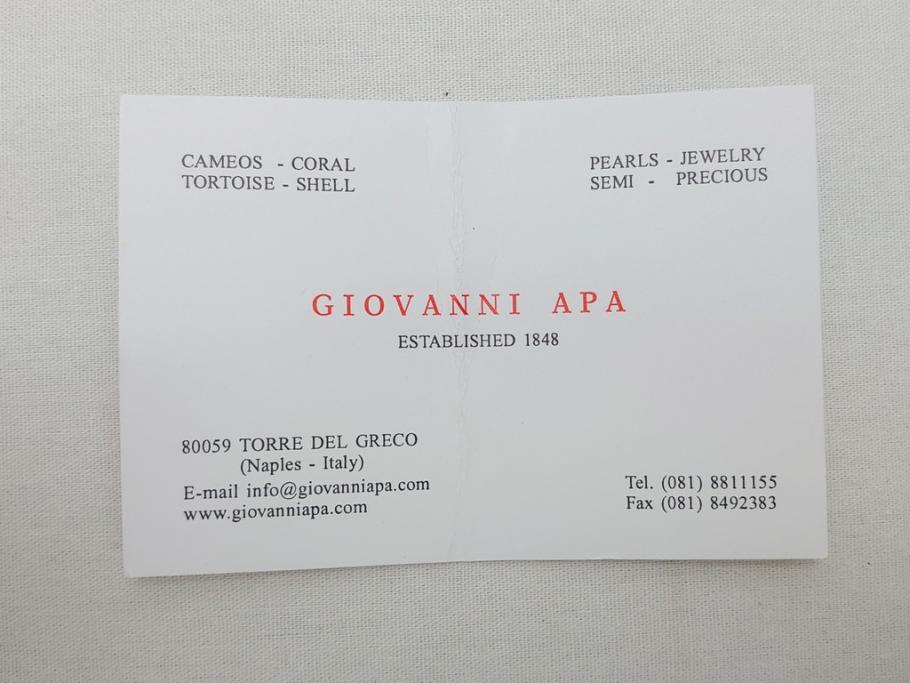 CAMEOS - CORAL
TORTOISE - SHELL
PEARLS - JEWELRY
SEMI - PRECIOUS
GIOVANNI APA
ESTABLISHED 1848
80059 TORRE DEL GRECO
(Naples - Italy)
E-mail info@giovanniapa.com
www.giovanniapa.com
Tel. (081) 8811155
Fax (081) 8492383